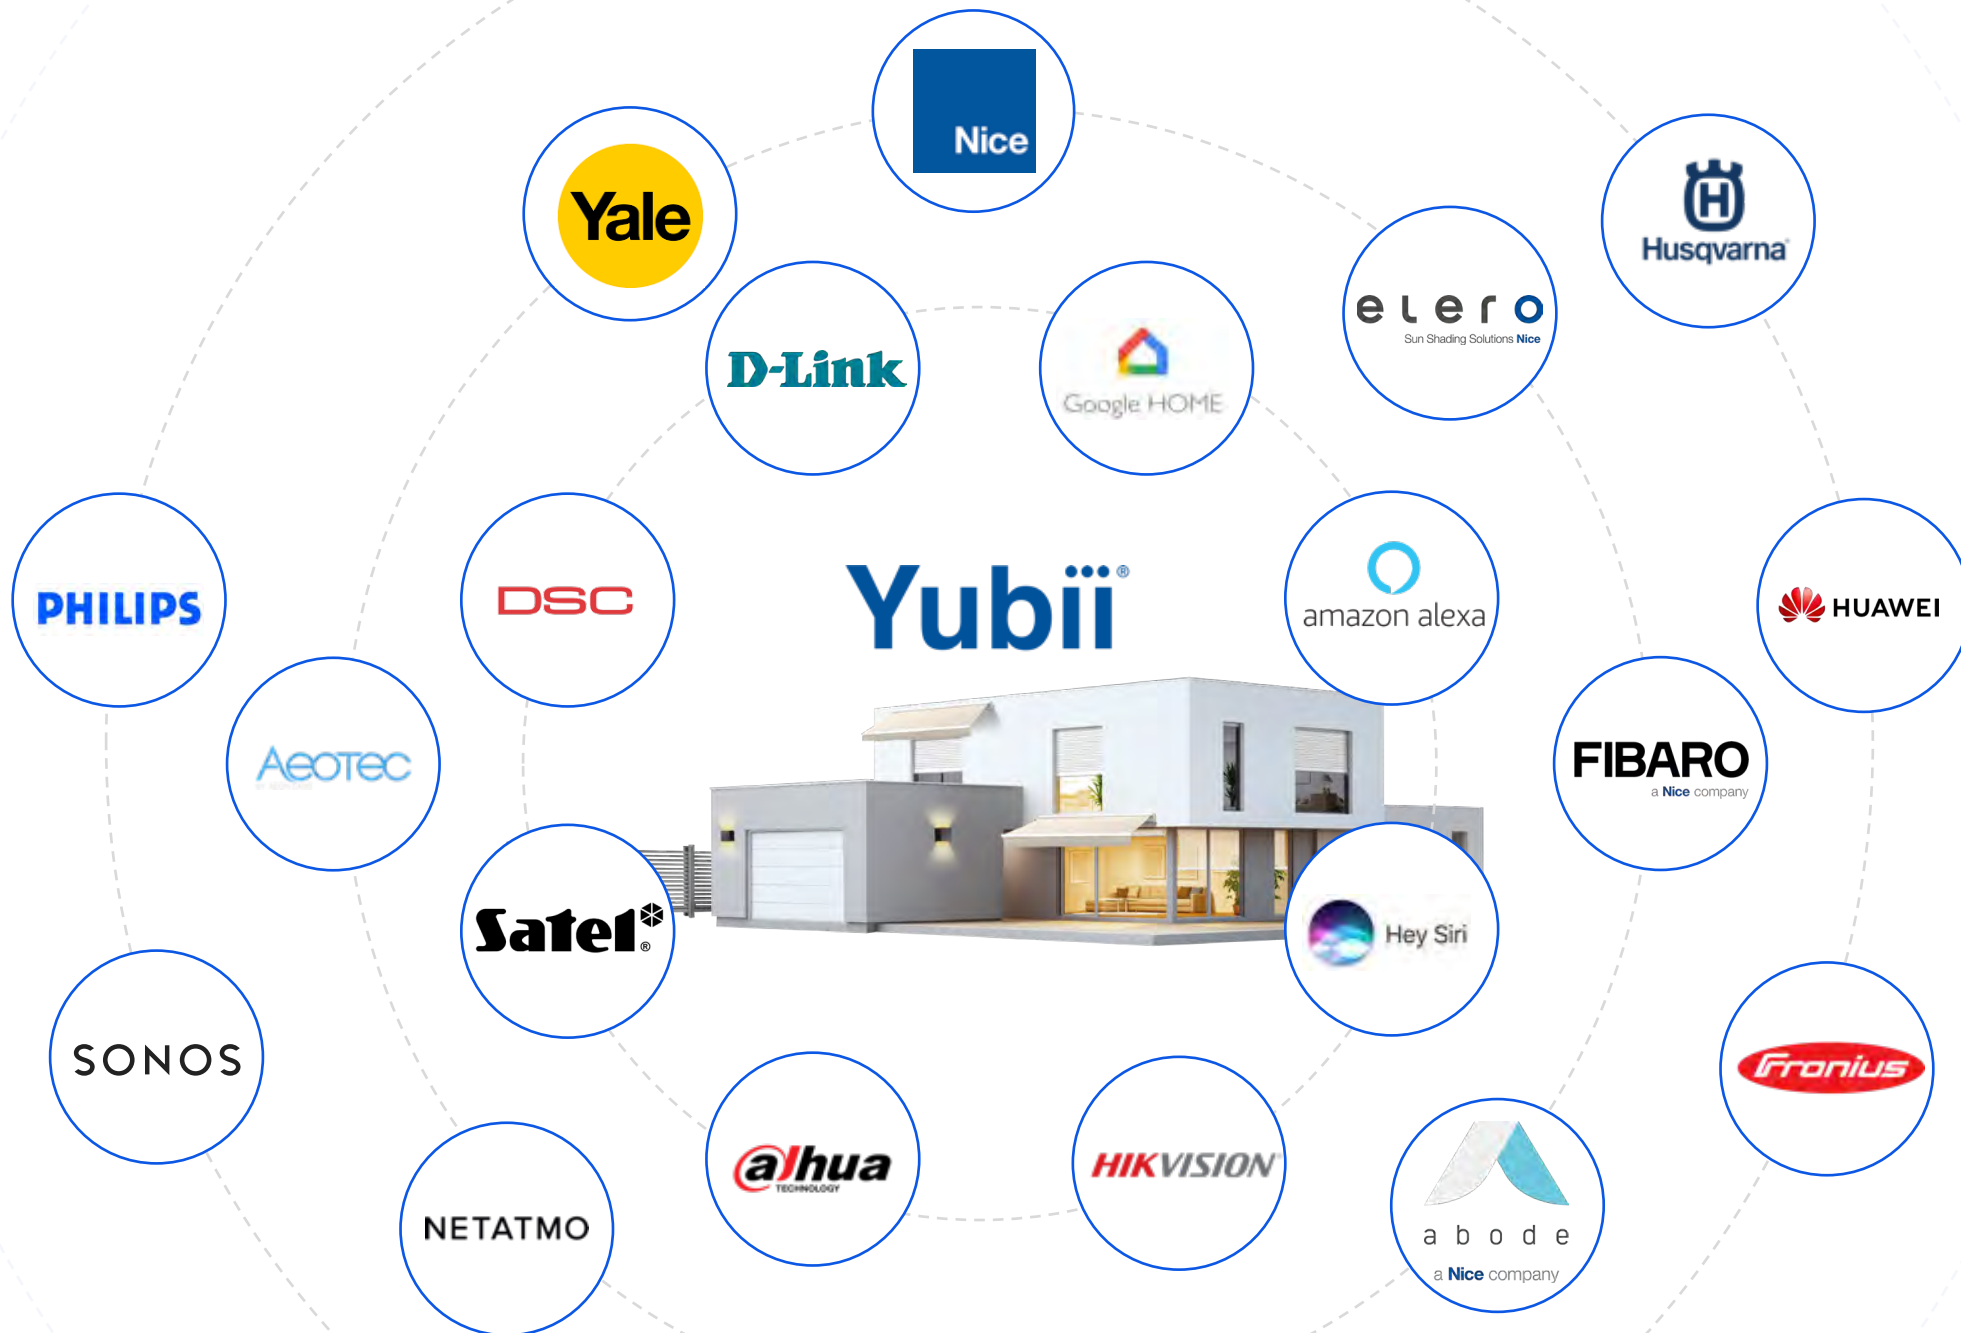 Nice
Yale
Husqvarna
elero
Sun Shading Solutions Nice
D-Link
Google HOME
PHILIPS
DSC
Yubii®
amazon alexa
HUAWEI
AEOTEC
FIBARO
a Nice company
Satel®
Hey Siri
SONOS
Fronius
alhua
TECHNOLOGY
HIKVISION
NETATMO
abode
a Nice company